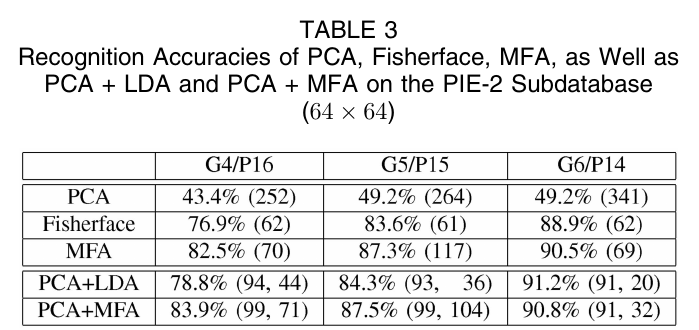 TABLE 3
Recognition Accuracies of PCA, Fisherface, MFA, as Well as
PCA + LDA and PCA + MFA on the PIE-2 Subdatabase
(64 × 64)
G4/P16 G5/P15 G6/P14
PCA 43.4% (252) 49.2% (264) 49.2% (341)
Fisherface 76.9% (62) 83.6% (61) 88.9% (62)
MFA 82.5% (70) 87.3% (117) 90.5% (69)
PCA+LDA 78.8% (94, 44) 84.3% (93, 36) 91.2% (91, 20)
PCA+MFA 83.9% (99, 71) 87.5% (99, 104) 90.8% (91, 32)